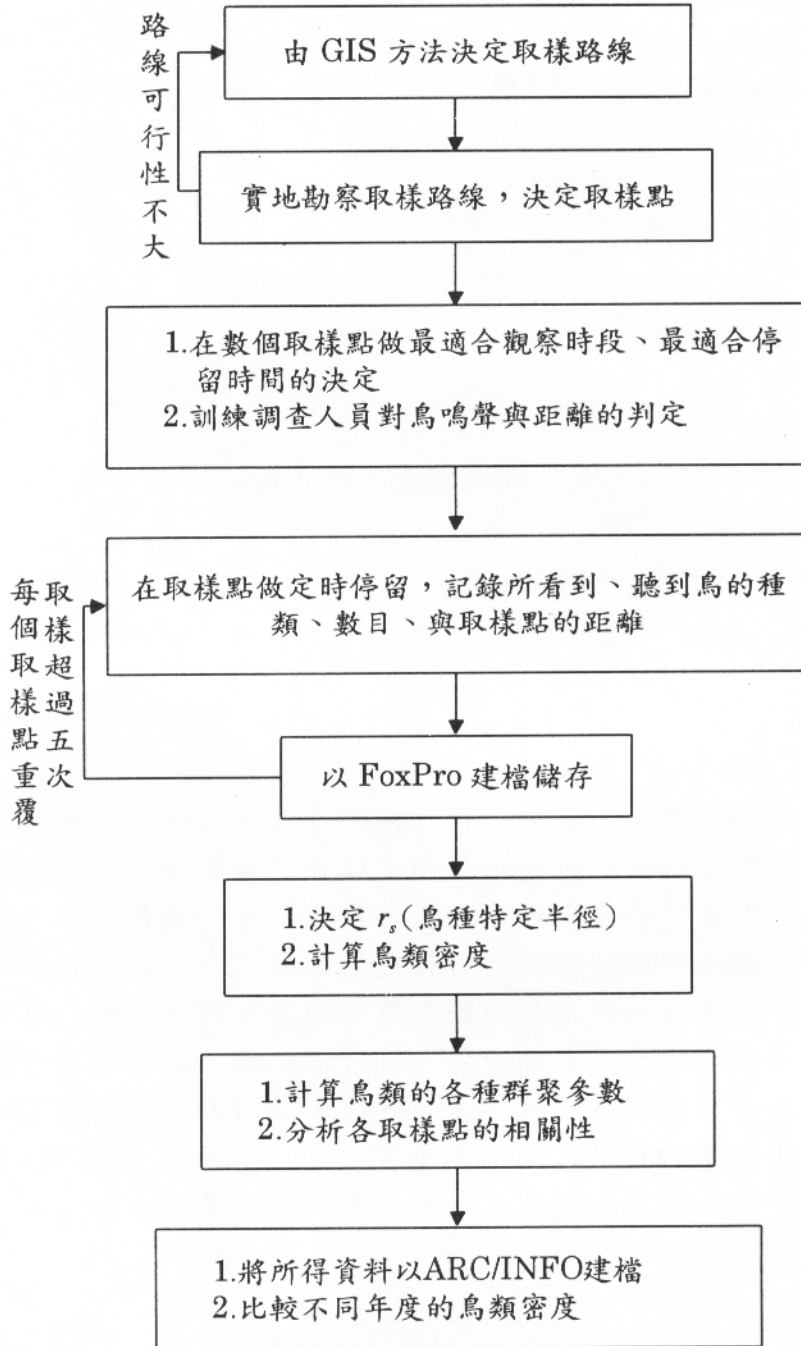 由 GIS 方法決定取樣路線
路線可行性不大
實地勘察取樣路線，決定取樣點
1.在數個取樣點做最適合觀察時段、最適合停
留時間的決定
2.訓練調查人員對鳥鳴聲與距離的判定
在取樣點做定時停留，記錄所看到、聽到鳥的種
類、數目、與取樣點的距離
每個取樣點重覆
取樣超過五次
以 FoxPro 建檔儲存
1.決定 rs(鳥種特定半徑)
2.計算鳥類密度
1.計算鳥類的各種群聚參數
2.分析各取樣點的相關性
1.將所得資料以ARC/INFO建檔
2.比較不同年度的鳥類密度